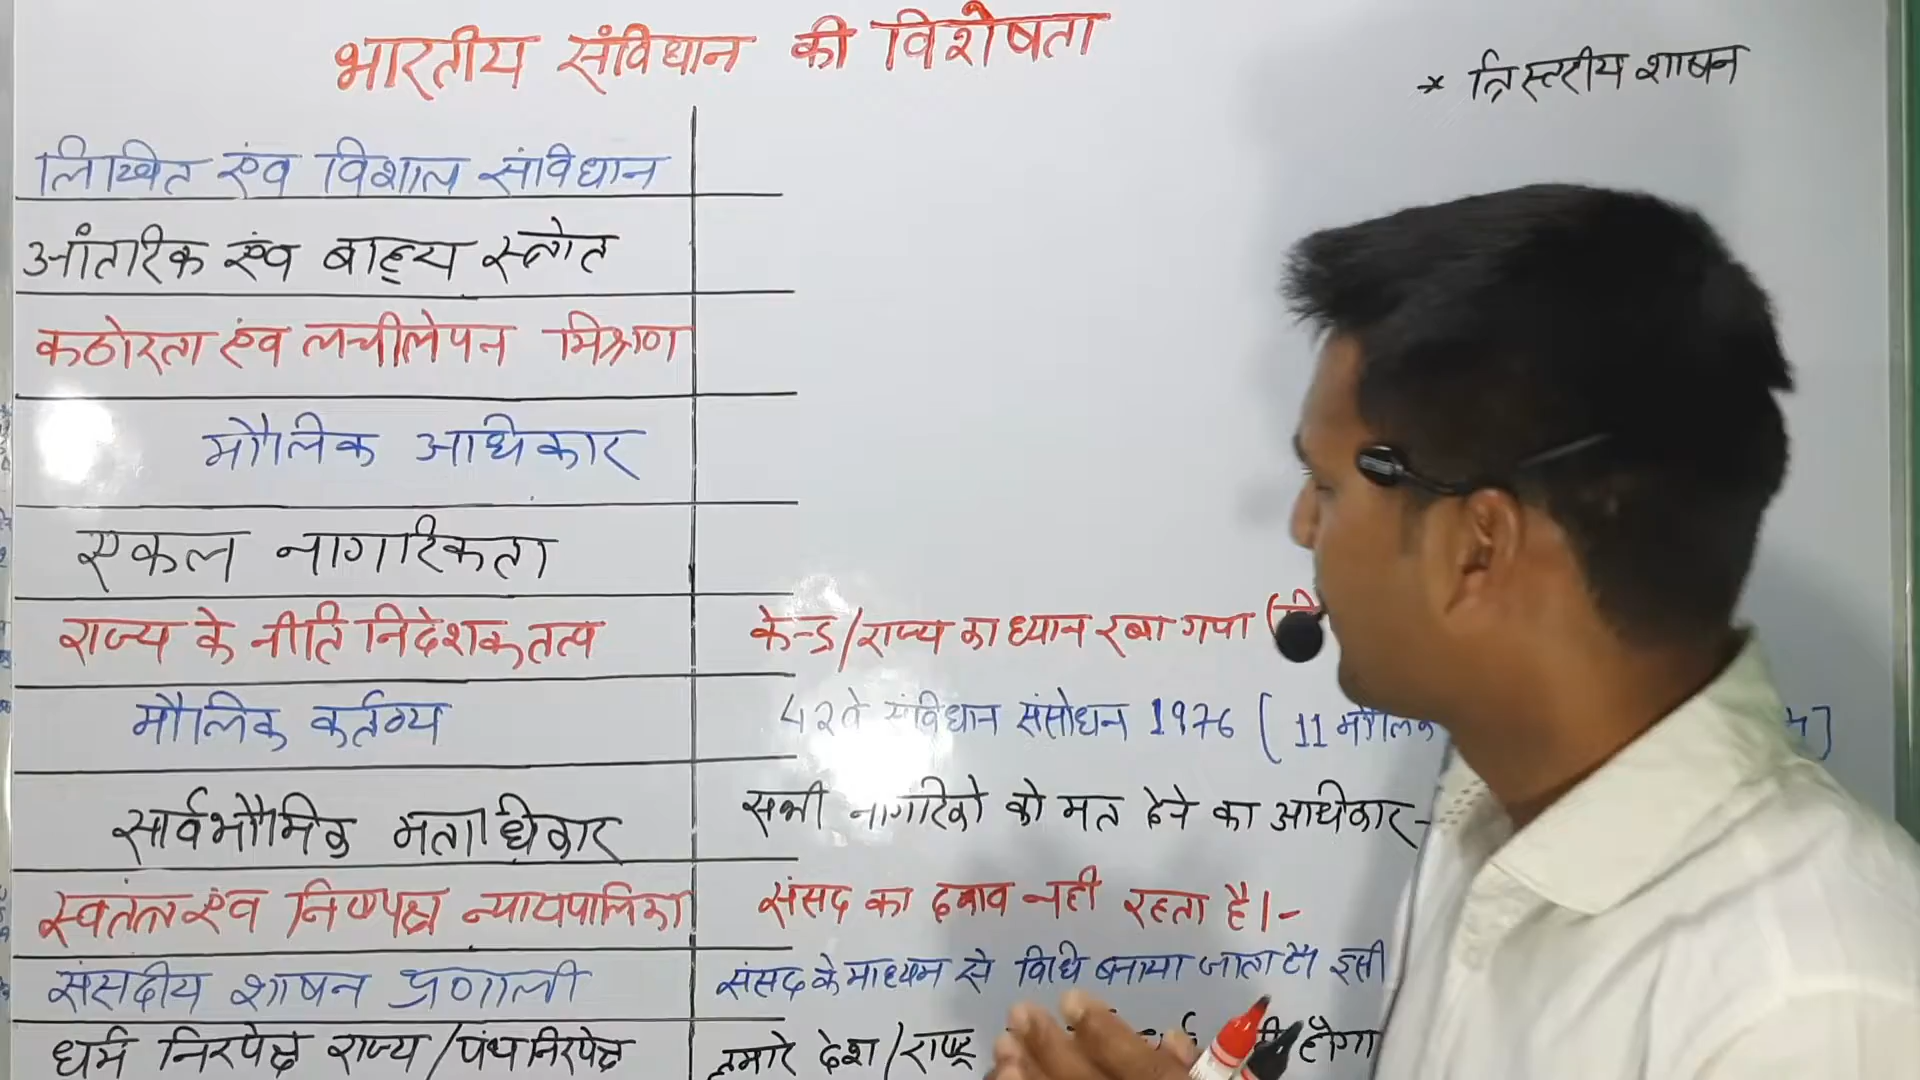 भारतीय संविधान की विशेषता
* त्रिस्तरीय शाषन
लिखित एंव विशाल संविधान
आंतरिक एंव बाह्य स्त्रोत
कठोरता एंव लचीलेपन मिश्रण
मौलिक अधिकार
एकल नागरिकता
राज्य के नीति निदेशक तत्व
केन्द्र/राज्य का ध्यान रखा गया (
मौलिक कर्तव्य
42वे संविधान संसोधन 1976 [ 11 मौलिक
सार्वभौमिक मताधिकार
सभी नागरिको को मत देने का अधिकार-
स्वतंत्र एंव निष्पक्ष न्यायपालिका
संसद का दबाव नही रहता है।-
संसदीय शाषन प्रणाली
संसद के माध्यम से विधि बनाया जाता है। इसी
धर्म निरपेक्ष राज्य/पंथ निरपेक्ष
हमारे देश/राष्ट्र होगा